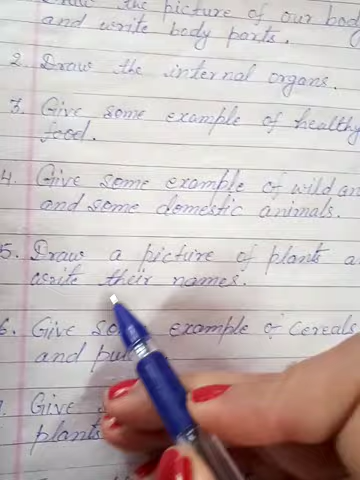 the picture of our body
and write body parts.
2. Draw the internal organs.
3. Give some example of healthy
food.
4. Give some example of wild an
and some domestic animals.
5. Draw a picture of plants a
write their names.
6. Give some example of cereals
and pul
7. Give
plants